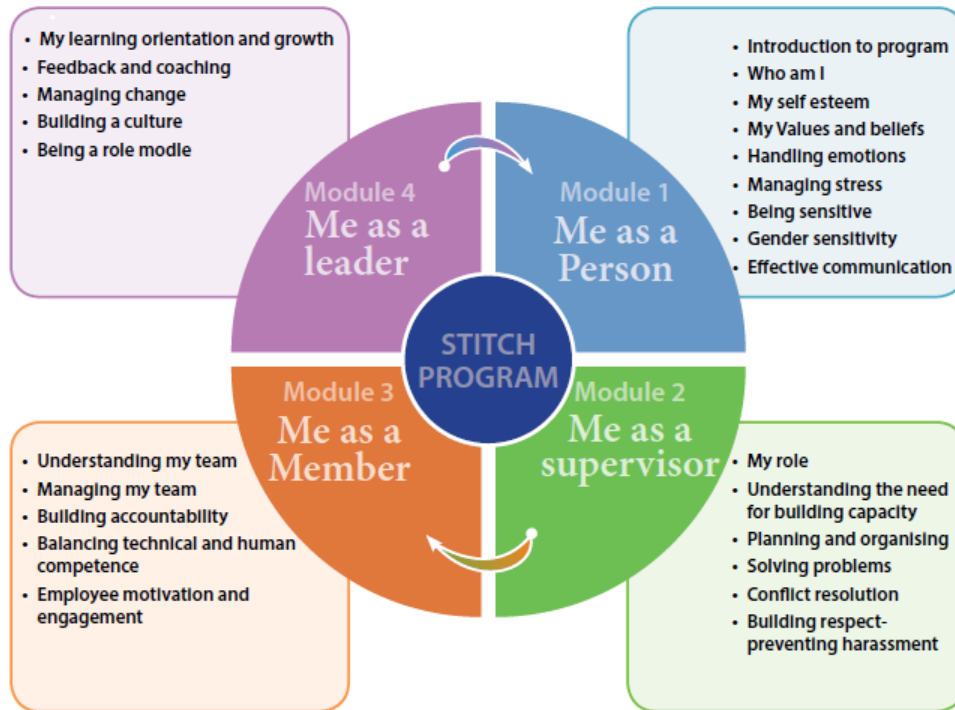 • My learning orientation and growth
• Feedback and coaching
• Managing change
• Building a culture
• Being a role modle
• Introduction to program
• Who am I
• My self esteem
• My Values and beliefs
• Handling emotions
• Managing stress
• Being sensitive
• Gender sensitivity
• Effective communication
Module 4
Me as a
leader
Module 1
Me as a
Person
STITCH
PROGRAM
Module 3
Me as a
Member
Module 2
Me as a
supervisor
• Understanding my team
• Managing my team
• Building accountability
• Balancing technical and human
competence
• Employee motivation and
engagement
• My role
• Understanding the need
for building capacity
• Planning and organising
• Solving problems
• Conflict resolution
• Building respect-
preventing harassment